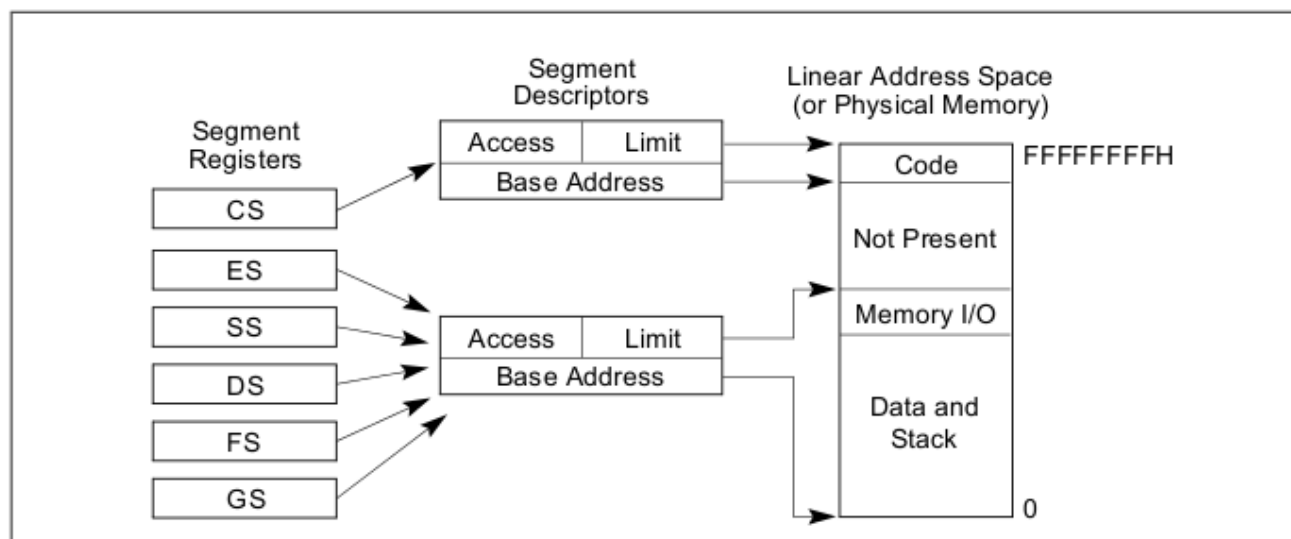 Segment
Registers
CS
ES
SS
DS
FS
GS
Segment
Descriptors
Access Limit
Base Address
Access Limit
Base Address
Linear Address Space
(or Physical Memory)
Code
FFFFFFFFH
Not Present
Memory I/O
Data and
Stack
0